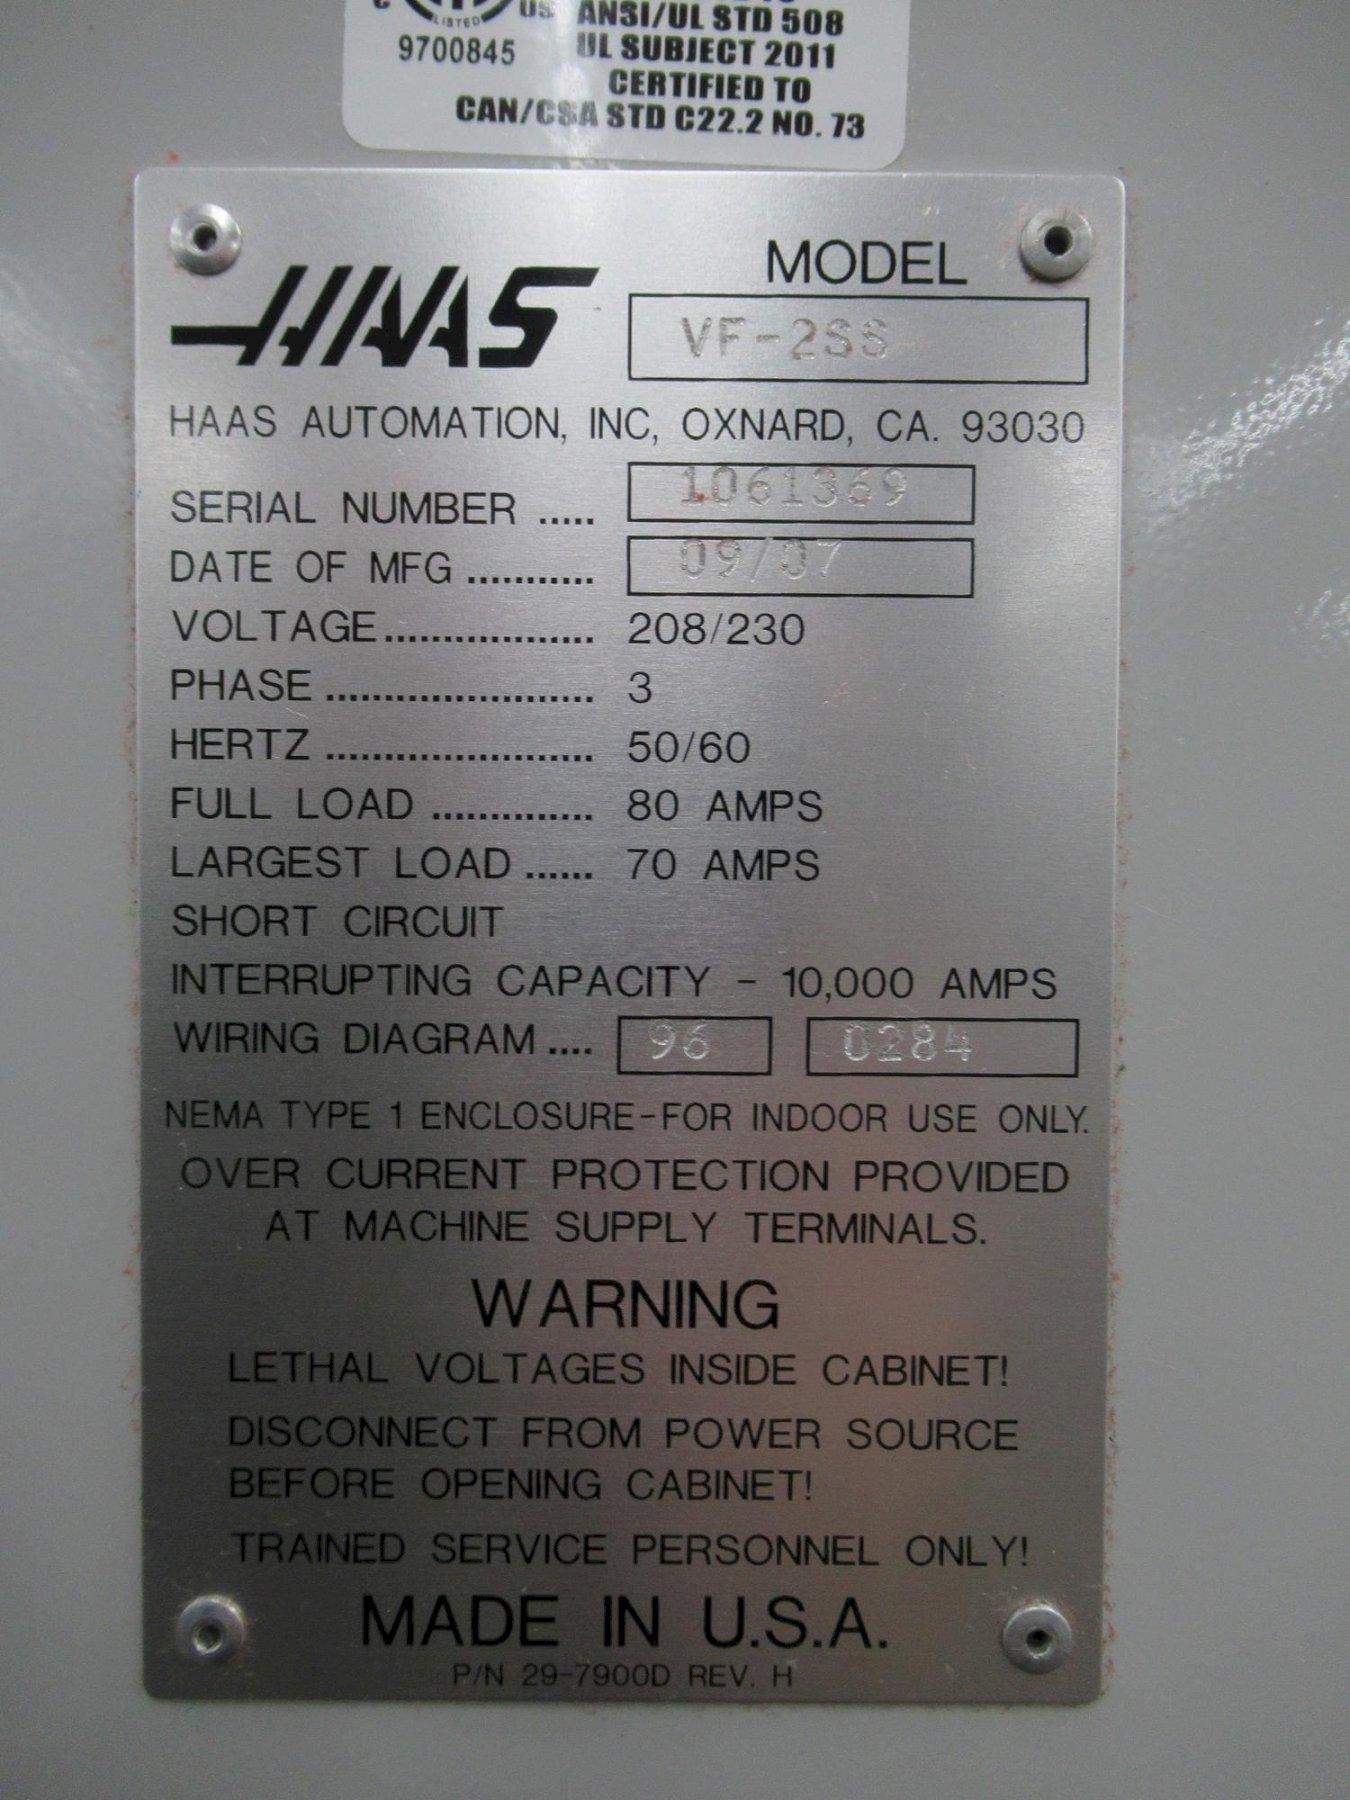 C LISTED US ANSI/UL STD 508
9700845 UL SUBJECT 2011
CERTIFIED TO
CAN/CSA STD C22.2 NO. 73
HAAS
MODEL
VF-2SS
HAAS AUTOMATION, INC, OXNARD, CA. 93030
SERIAL NUMBER ..... 1061369
DATE OF MFG ........... 09/07
VOLTAGE.................. 208/230
PHASE ....................... 3
HERTZ ....................... 50/60
FULL LOAD .............. 80 AMPS
LARGEST LOAD ...... 70 AMPS
SHORT CIRCUIT
INTERRUPTING CAPACITY - 10,000 AMPS
WIRING DIAGRAM .... 96 0284
NEMA TYPE 1 ENCLOSURE-FOR INDOOR USE ONLY.
OVER CURRENT PROTECTION PROVIDED
AT MACHINE SUPPLY TERMINALS.
WARNING
LETHAL VOLTAGES INSIDE CABINET!
DISCONNECT FROM POWER SOURCE
BEFORE OPENING CABINET!
TRAINED SERVICE PERSONNEL ONLY!
MADE IN U.S.A.
P/N 29-7900D REV. H